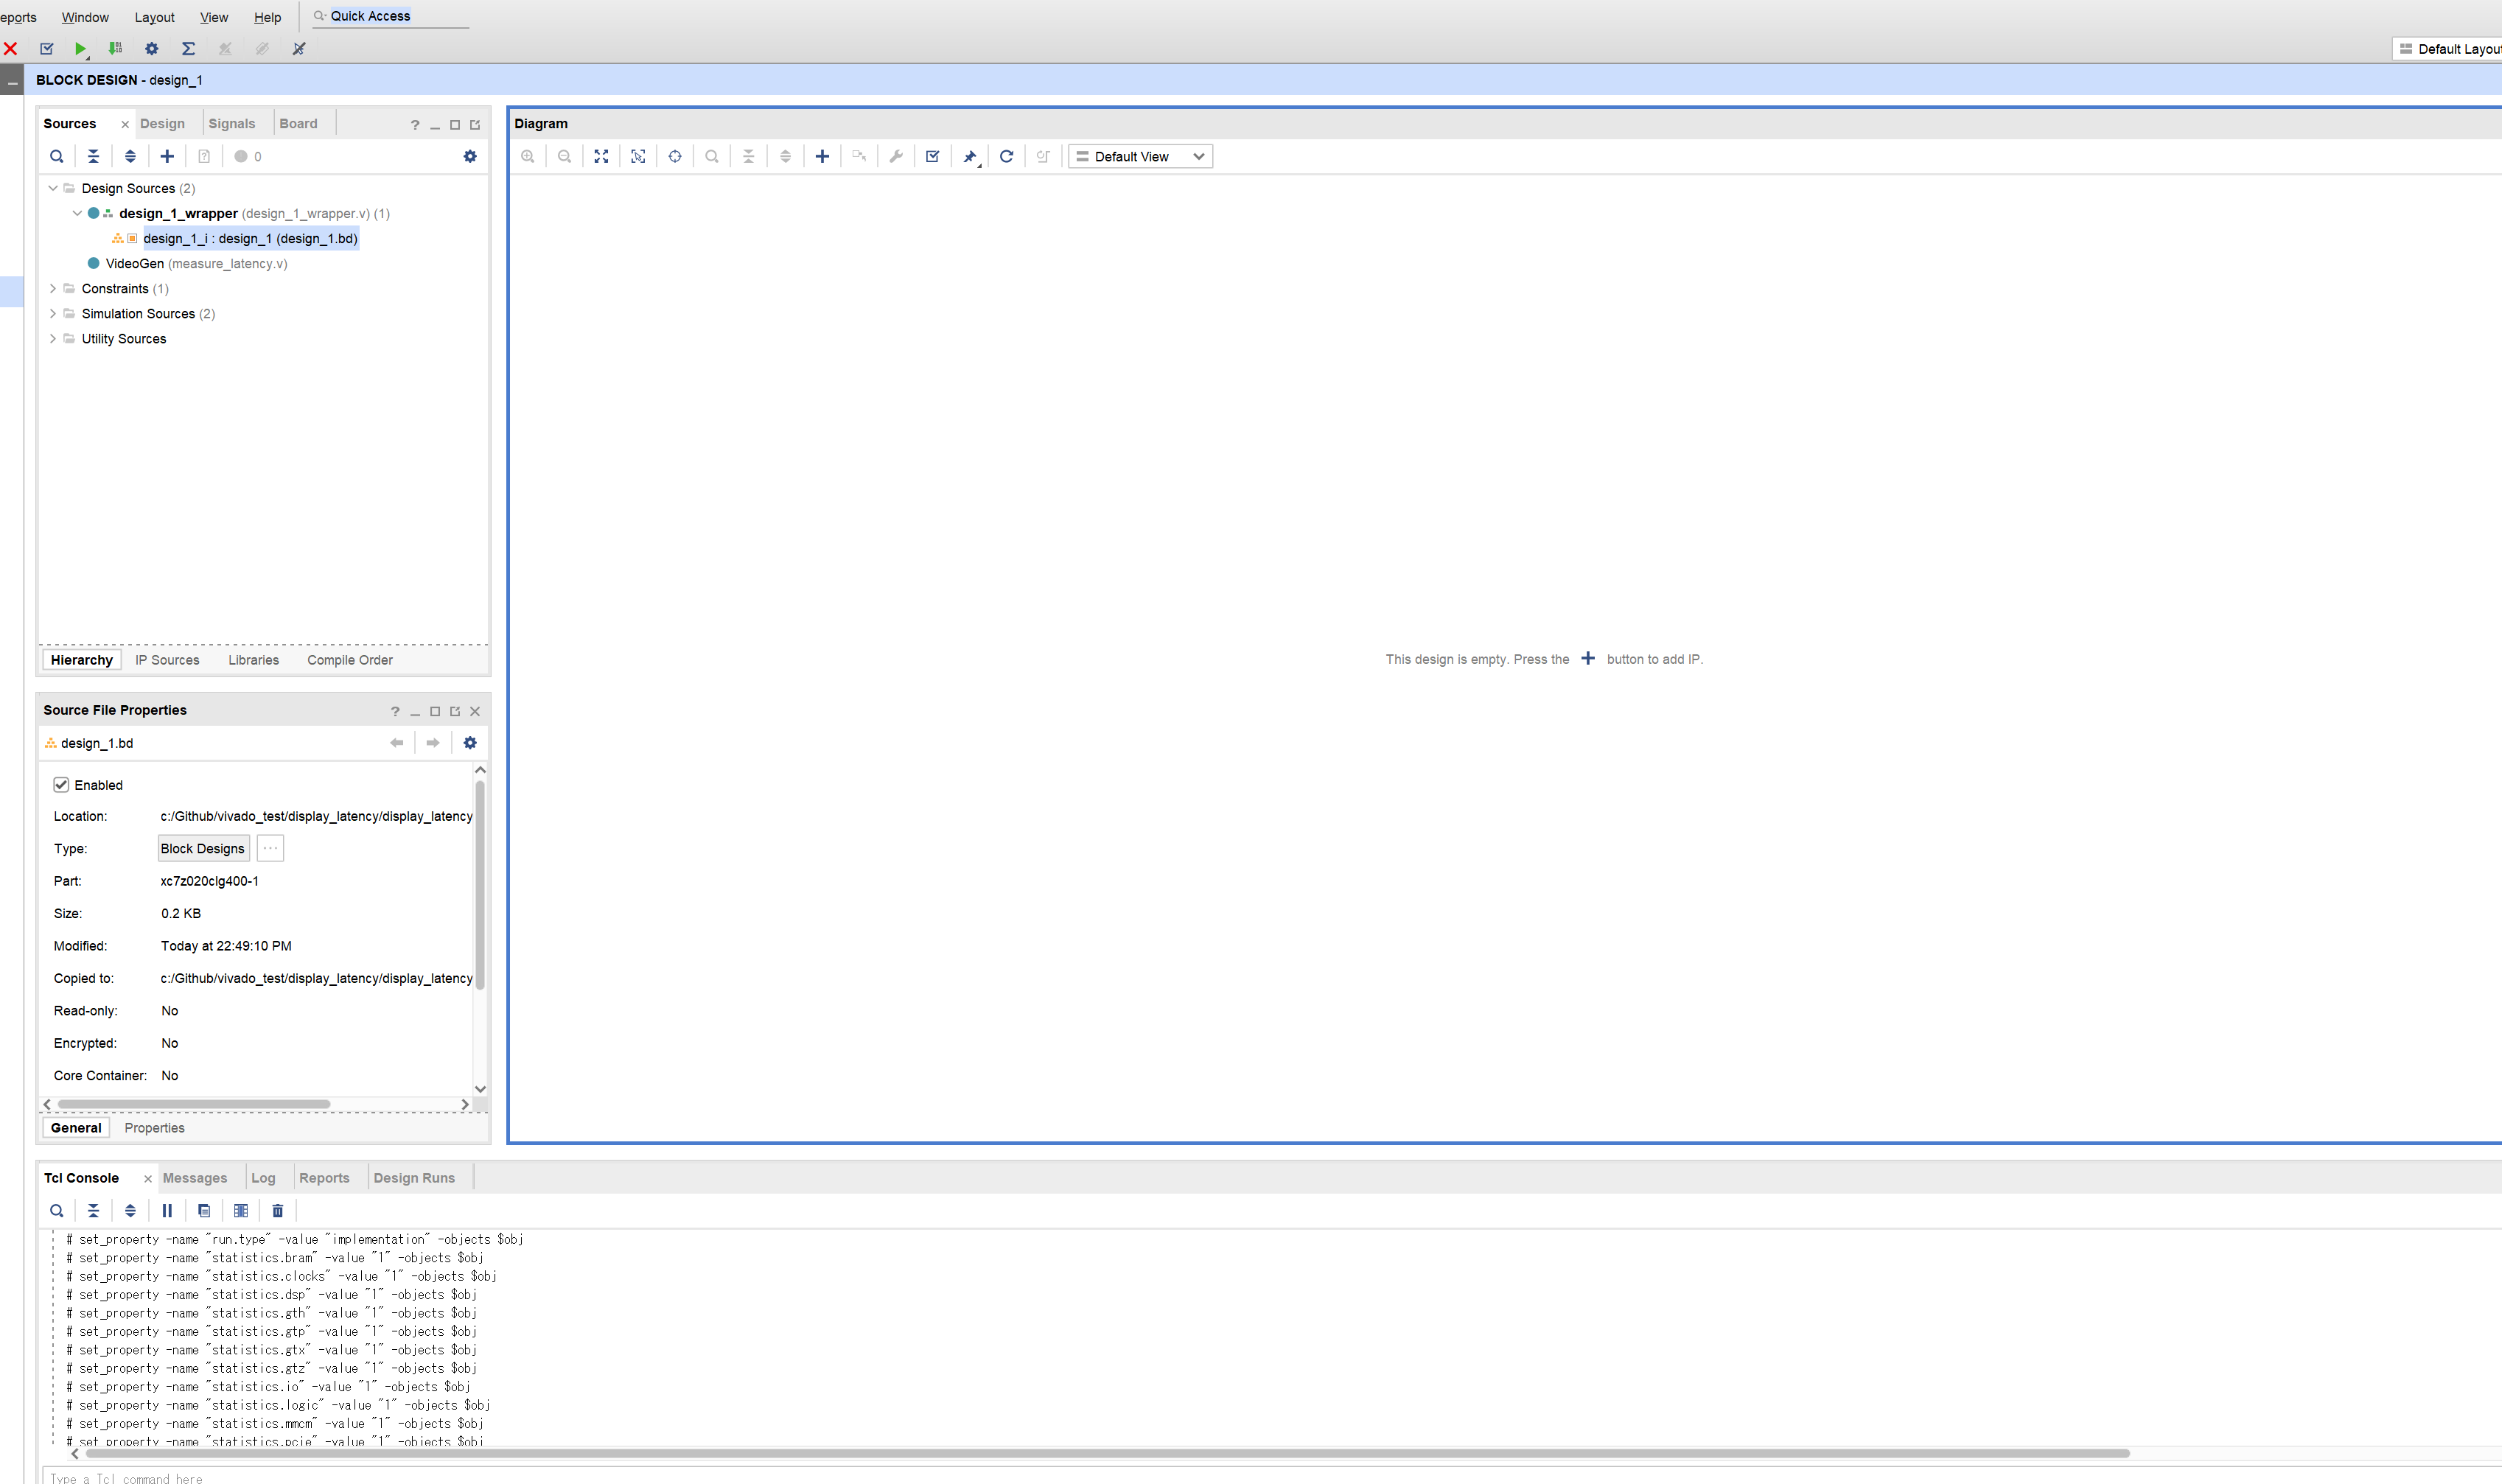 eports Window Layout View Help Quick Access
Default Layout
BLOCK DESIGN - design_1
Sources Design Signals Board
0
Design Sources (2)
design_1_wrapper (design_1_wrapper.v) (1)
design_1_i : design_1 (design_1.bd)
VideoGen (measure_latency.v)
Constraints (1)
Simulation Sources (2)
Utility Sources
Hierarchy IP Sources Libraries Compile Order
Diagram
Default View
This design is empty. Press the + button to add IP.
Source File Properties
design_1.bd
Enabled
Location: c:/Github/vivado_test/display_latency/display_latency
Type: Block Designs ...
Part: xc7z020clg400-1
Size: 0.2 KB
Modified: Today at 22:49:10 PM
Copied to: c:/Github/vivado_test/display_latency/display_latency
Read-only: No
Encrypted: No
Core Container: No
General Properties
Tcl Console Messages Log Reports Design Runs
# set_property -name "run.type" -value "implementation" -objects $obj
# set_property -name "statistics.bram" -value "1" -objects $obj
# set_property -name "statistics.clocks" -value "1" -objects $obj
# set_property -name "statistics.dsp" -value "1" -objects $obj
# set_property -name "statistics.gth" -value "1" -objects $obj
# set_property -name "statistics.gtp" -value "1" -objects $obj
# set_property -name "statistics.gtx" -value "1" -objects $obj
# set_property -name "statistics.gtz" -value "1" -objects $obj
# set_property -name "statistics.io" -value "1" -objects $obj
# set_property -name "statistics.logic" -value "1" -objects $obj
# set_property -name "statistics.mmcm" -value "1" -objects $obj
# set_property -name "statistics.pcie" -value "1" -objects $obj
Type a Tcl command here